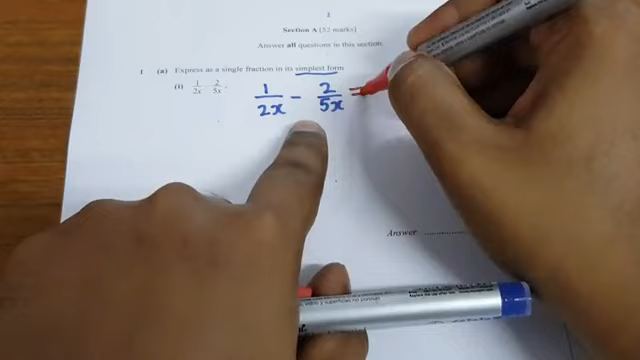 1
Section A (52 marks)
Answer all questions in this section.
1 (a) Express as a single fraction in its simplest form
(i) 1/2x - 2/5x .
1/2x - 2/5x =
Answer